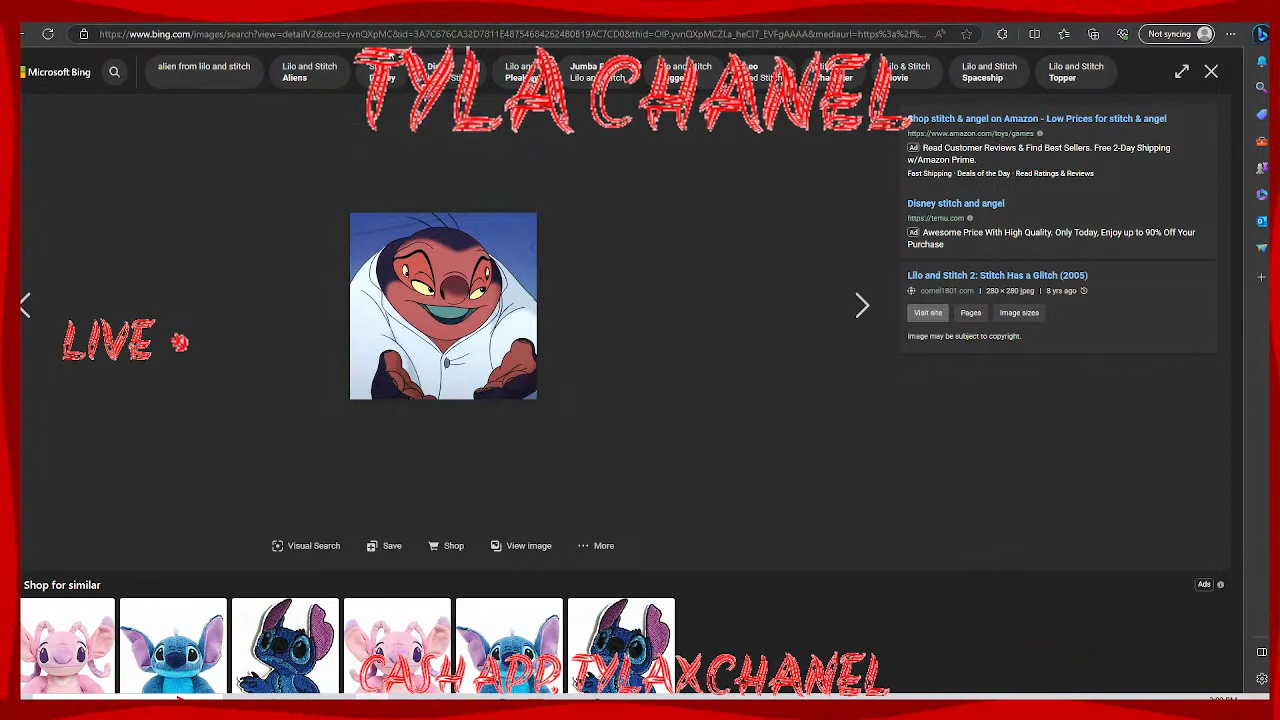 https://www.bing.com/images/search?view=detailV2&ccid=yvnQXpMC&id=3A7C676CA32D7811E487546842624B0B19AC7CD0&thid=OIP.yvnQXpMCZLa_heCI7_EVFgAAAA&mediaurl=https%3a%2f%...
Not syncing
Microsoft Bing
alien from lilo and stitch
Lilo and Stitch
Aliens
Pleakley
Jumba
Lilo and Stitch
Movie
Lilo and Stitch
Spaceship
Lilo and Stitch
Topper
TYLA CHANEL
Shop stitch & angel on Amazon - Low Prices for stitch & angel
https://www.amazon.com/toys/games
Ad Read Customer Reviews & Find Best Sellers. Free 2-Day Shipping
w/Amazon Prime.
Fast Shipping · Deals of the Day · Read Ratings & Reviews
Disney stitch and angel
https://temu.com
Ad Awesome Price With High Quality. Only Today, Enjoy up to 90% Off Your
Purchase
Lilo and Stitch 2: Stitch Has a Glitch (2005)
cornel1801.com | 280 × 280 jpeg | 8 yrs ago
Visit site Pages Image sizes
Image may be subject to copyright.
LIVE
Visual Search Save Shop View image More
Shop for similar
Ads
CASH APP, TYLAXCHANEL